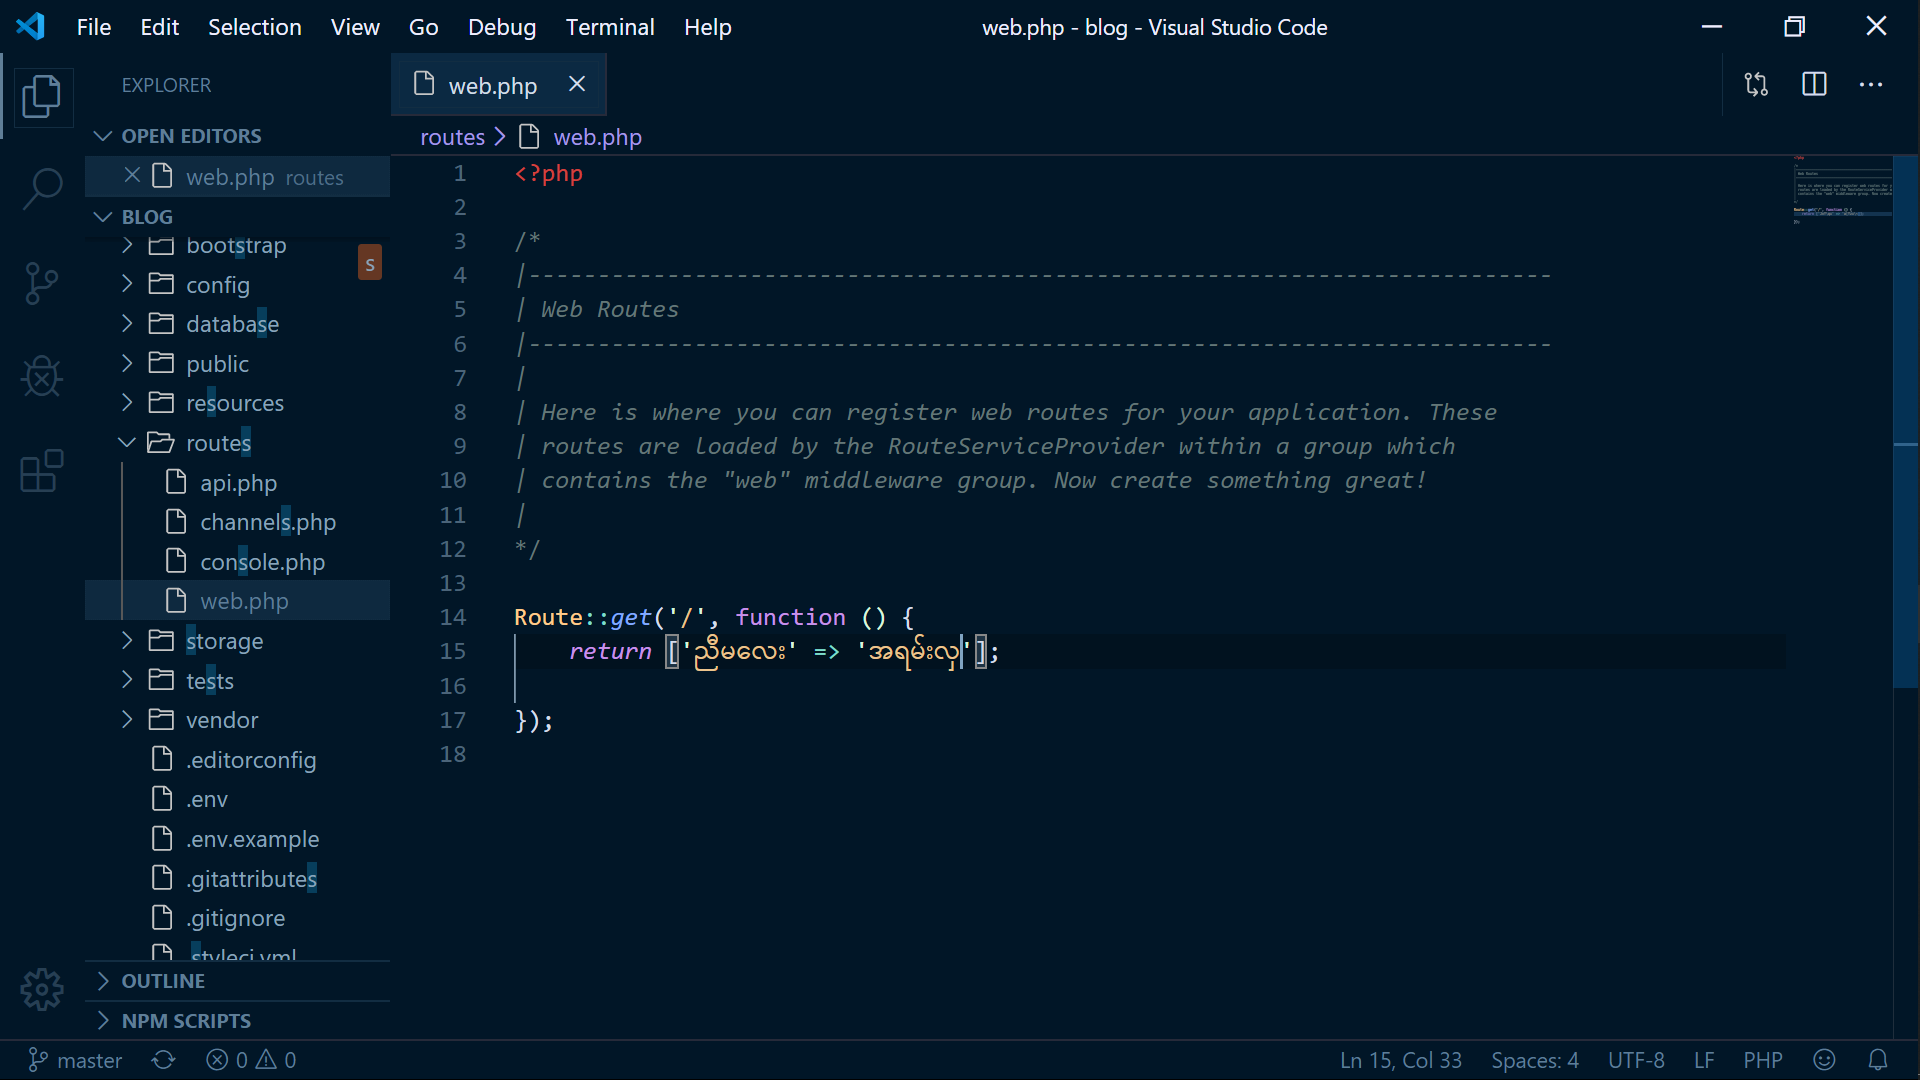 File Edit Selection View Go Debug Terminal Help
web.php - blog - Visual Studio Code
EXPLORER
OPEN EDITORS
web.php routes
BLOG
bootstrap
s
config
database
public
resources
routes
api.php
channels.php
console.php
web.php
storage
tests
vendor
.editorconfig
.env
.env.example
.gitattributes
.gitignore
.styleci.yml
OUTLINE
NPM SCRIPTS
web.php
routes > web.php
1 <?php
2
3 /*
4 |--------------------------------------------------------------------------
5 | Web Routes
6 |--------------------------------------------------------------------------
7 |
8 | Here is where you can register web routes for your application. These
9 | routes are loaded by the RouteServiceProvider within a group which
10 | contains the "web" middleware group. Now create something great!
11 |
12 */
13
14 Route::get('/', function () {
15 return ['ညီမလေး' => 'အရမ်းလှ'];
16
17 });
18
master 0 0
Ln 15, Col 33 Spaces: 4 UTF-8 LF PHP